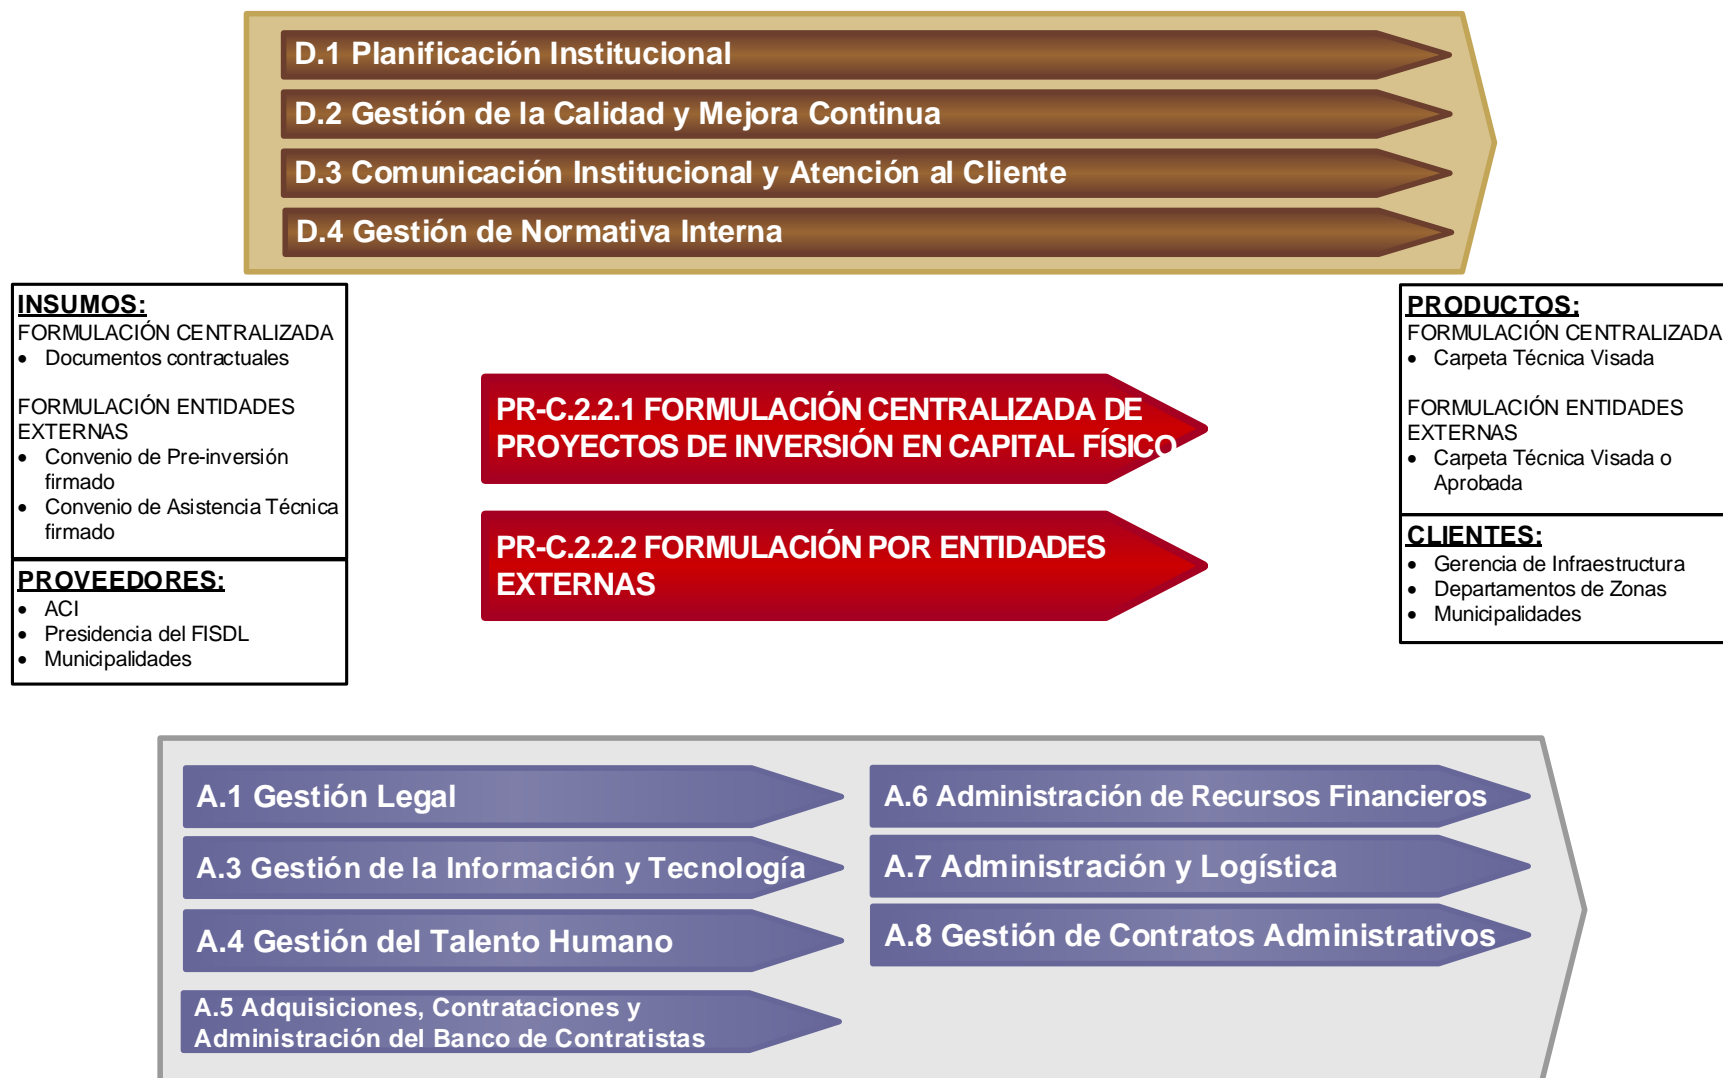 D.1 Planificación Institucional
D.2 Gestión de la Calidad y Mejora Continua
D.3 Comunicación Institucional y Atención al Cliente
D.4 Gestión de Normativa Interna
INSUMOS:
FORMULACIÓN CENTRALIZADA
• Documentos contractuales
FORMULACIÓN ENTIDADES
EXTERNAS
• Convenio de Pre-inversión
firmado
• Convenio de Asistencia Técnica
firmado
PROVEEDORES:
• ACI
• Presidencia del FISDL
• Municipalidades
PR-C.2.2.1 FORMULACIÓN CENTRALIZADA DE
PROYECTOS DE INVERSIÓN EN CAPITAL FÍSICO
PR-C.2.2.2 FORMULACIÓN POR ENTIDADES
EXTERNAS
PRODUCTOS:
FORMULACIÓN CENTRALIZADA
• Carpeta Técnica Visada
FORMULACIÓN ENTIDADES
EXTERNAS
• Carpeta Técnica Visada o
Aprobada
CLIENTES:
• Gerencia de Infraestructura
• Departamentos de Zonas
• Municipalidades
A.1 Gestión Legal
A.3 Gestión de la Información y Tecnología
A.4 Gestión del Talento Humano
A.5 Adquisiciones, Contrataciones y
Administración del Banco de Contratistas
A.6 Administración de Recursos Financieros
A.7 Administración y Logística
A.8 Gestión de Contratos Administrativos